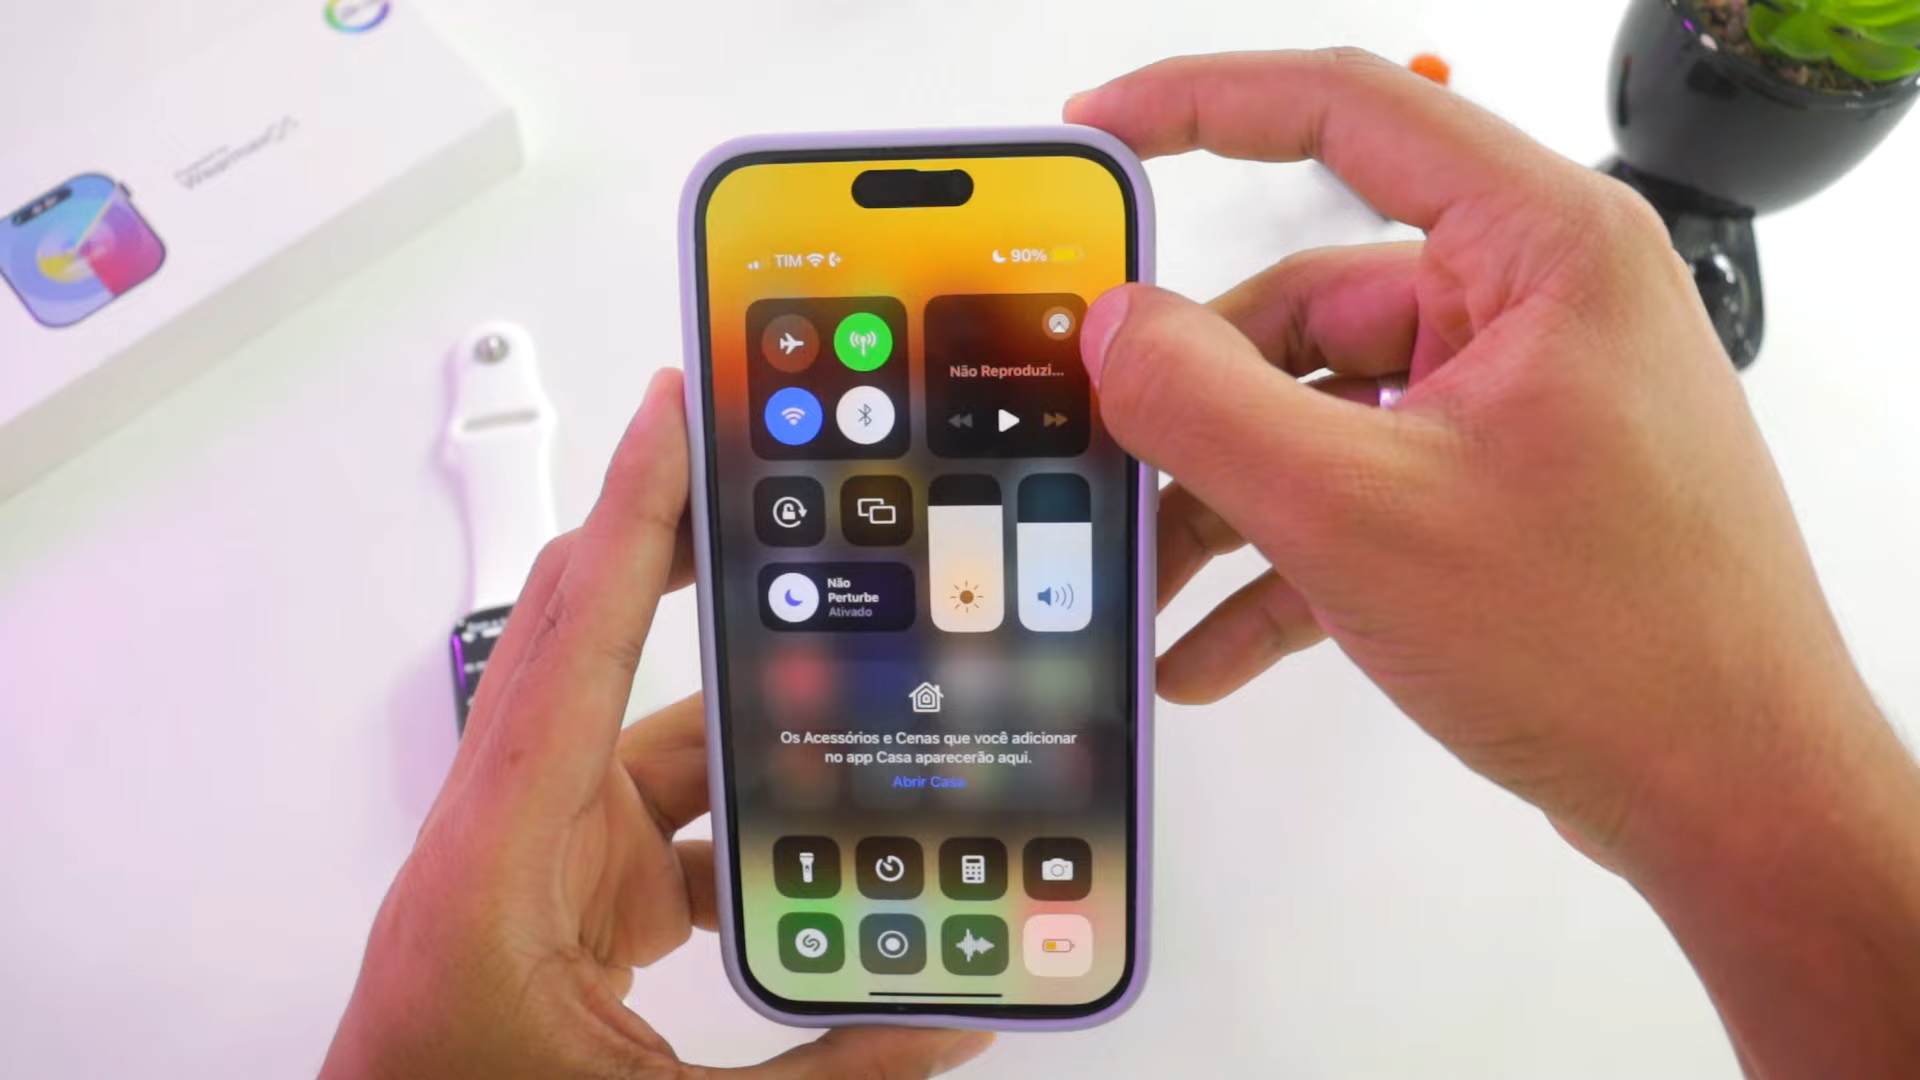 TIM
90%
Não Reproduzi...
Não
Perturbe
Ativado
Os Acessórios e Cenas que você adicionar
no app Casa aparecerão aqui.
Abrir Casa